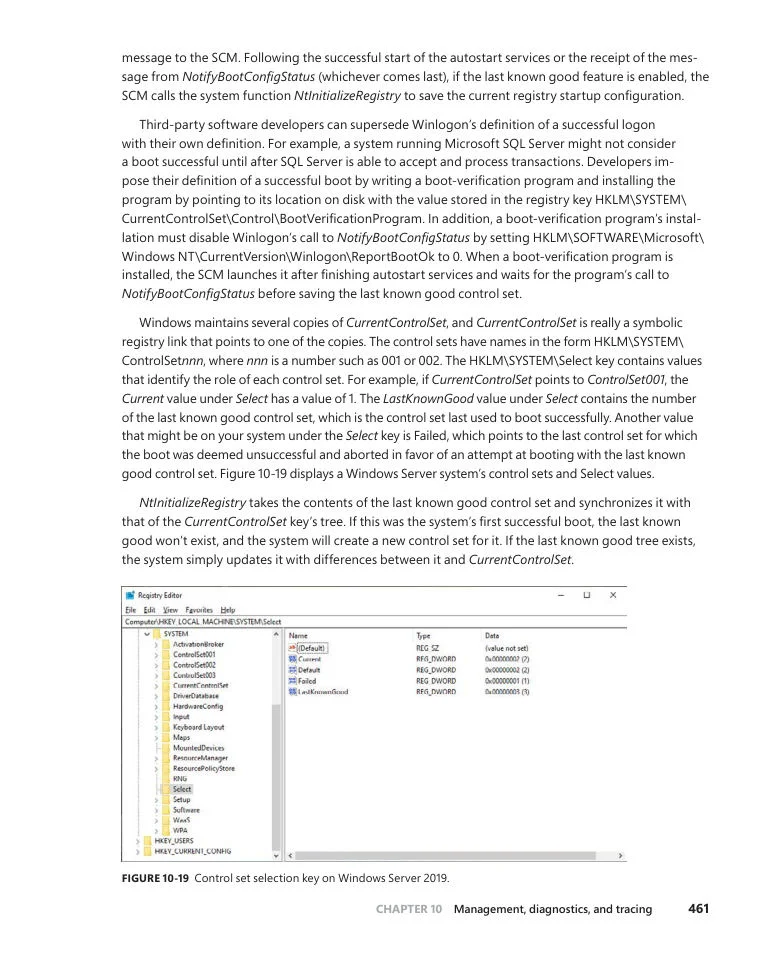 message to the SCM. Following the successful start of the autostart services or the receipt of the mes-
sage from NotifyBootConfigStatus (whichever comes last), if the last known good feature is enabled, the
SCM calls the system function NtInitializeRegistry to save the current registry startup configuration.
Third-party software developers can supersede Winlogon's definition of a successful logon
with their own definition. For example, a system running Microsoft SQL Server might not consider
a boot successful until after SQL Server is able to accept and process transactions. Developers im-
pose their definition of a successful boot by writing a boot-verification program and installing the
program by pointing to its location on disk with the value stored in the registry key HKLM\SYSTEM\
CurrentControlSet\Control\BootVerificationProgram. In addition, a boot-verification program's instal-
lation must disable Winlogon's call to NotifyBootConfigStatus by setting HKLM\SOFTWARE\Microsoft\
Windows NT\CurrentVersion\Winlogon\ReportBootOk to 0. When a boot-verification program is
installed, the SCM launches it after finishing autostart services and waits for the program's call to
NotifyBootConfigStatus before saving the last known good control set.
Windows maintains several copies of CurrentControlSet, and CurrentControlSet is really a symbolic
registry link that points to one of the copies. The control sets have names in the form HKLM\SYSTEM\
ControlSetnnn, where nnn is a number such as 001 or 002. The HKLM\SYSTEM\Select key contains values
that identify the role of each control set. For example, if CurrentControlSet points to ControlSet001, the
Current value under Select has a value of 1. The LastKnownGood value under Select contains the number
of the last known good control set, which is the control set last used to boot successfully. Another value
that might be on your system under the Select key is Failed, which points to the last control set for which
the boot was deemed unsuccessful and aborted in favor of an attempt at booting with the last known
good control set. Figure 10-19 displays a Windows Server system's control sets and Select values.
NtInitializeRegistry takes the contents of the last known good control set and synchronizes it with
that of the CurrentControlSet key's tree. If this was the system's first successful boot, the last known
good won't exist, and the system will create a new control set for it. If the last known good tree exists,
the system simply updates it with differences between it and CurrentControlSet.
Registry Editor
File Edit View Favorites Help
Computer\HKEY_LOCAL_MACHINE\SYSTEM\Select
SYSTEM
ActivationBroker
ControlSet001
ControlSet002
ControlSet003
CurrentControlSet
DriverDatabase
HardwareConfig
Input
Keyboard Layout
Maps
MountedDevices
ResourceManager
ResourcePolicyStore
RNG
Select
Setup
Software
WaaS
WPA
HKEY_USERS
HKEY_CURRENT_CONFIG
Name Type Data
(Default) REG_SZ (value not set)
Current REG_DWORD 0x00000002 (2)
Default REG_DWORD 0x00000002 (2)
Failed REG_DWORD 0x00000001 (1)
LastKnownGood REG_DWORD 0x00000003 (3)
FIGURE 10-19 Control set selection key on Windows Server 2019.
CHAPTER 10 Management, diagnostics, and tracing 461